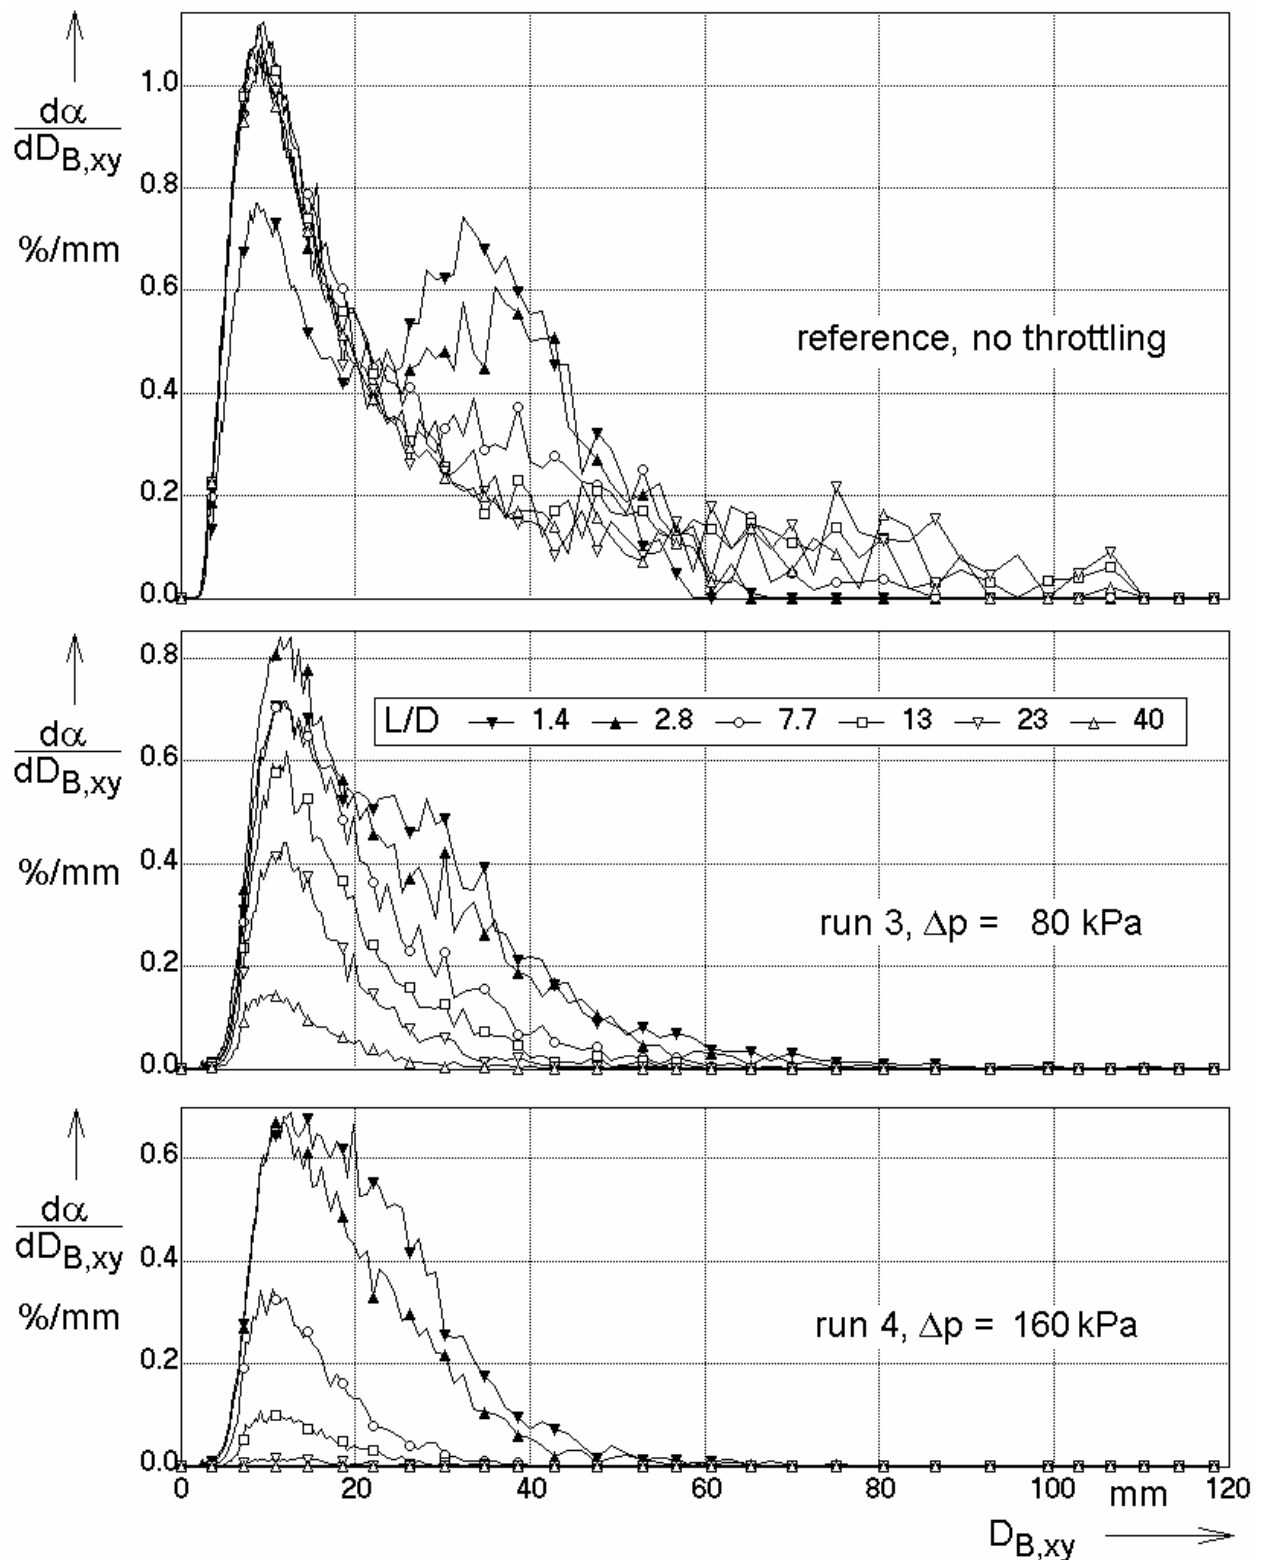 dα
dD_B,xy
%/mm
1.0
0.8
0.6
0.4
0.2
0.0
reference, no throttling
dα
dD_B,xy
%/mm
0.8
0.6
0.4
0.2
0.0
L/D 1.4 2.8 7.7 13 23 40
run 3, Δp = 80 kPa
dα
dD_B,xy
%/mm
0.6
0.4
0.2
0.0
run 4, Δp = 160 kPa
0 20 40 60 80 100 mm 120
D_B,xy